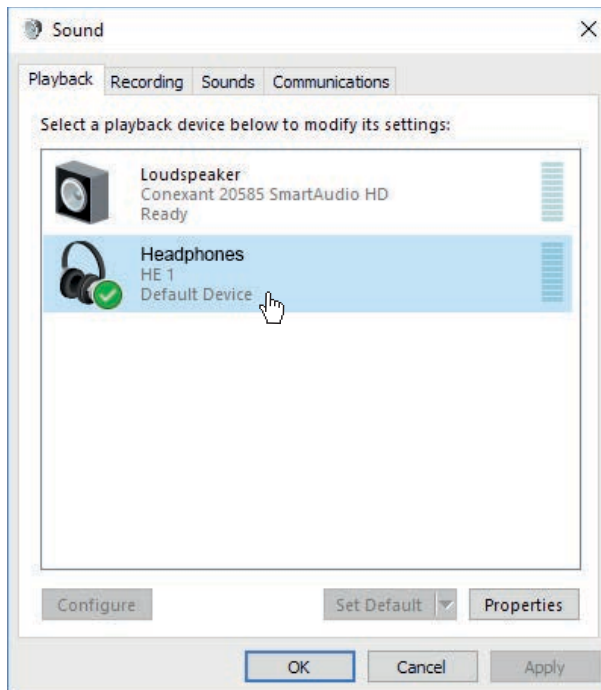 Sound
Playback Recording Sounds Communications
Select a playback device below to modify its settings:
Loudspeaker
Conexant 20585 SmartAudio HD
Ready
Headphones
HE 1
Default Device
Configure Set Default Properties
OK Cancel Apply